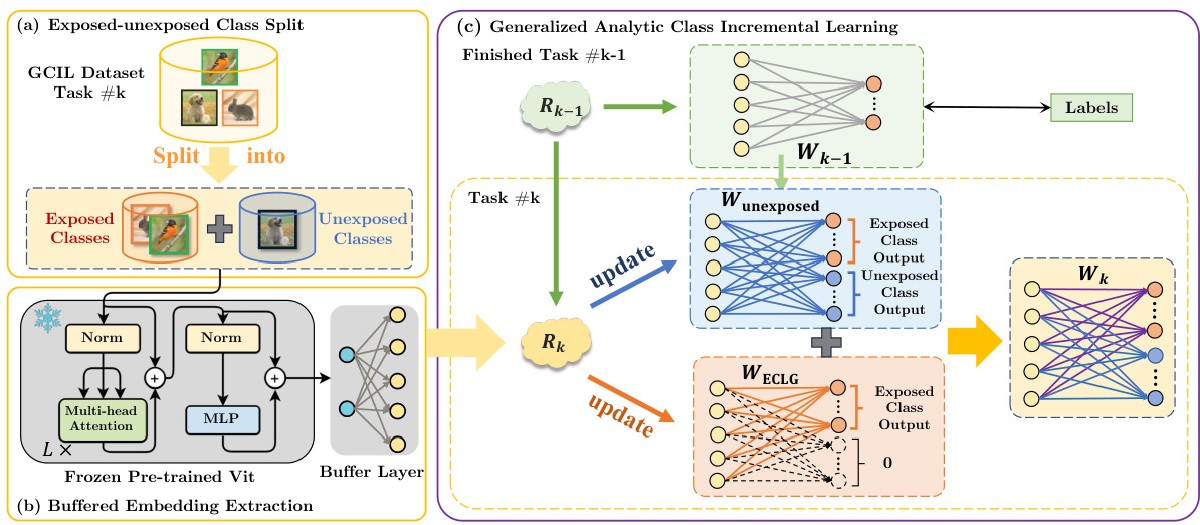 (a) Exposed-unexposed Class Split
GCIL Dataset
Task #k
Split into
Exposed
Classes
Unexposed
Classes
Norm
Norm
Multi-head
Attention
MLP
L ×
Frozen Pre-trained Vit
Buffer Layer
(b) Buffered Embedding Extraction
(c) Generalized Analytic Class Incremental Learning
Finished Task #k-1
R_{k-1}
W_{k-1}
Labels
Task #k
W_{unexposed}
Exposed
Class
Output
Unexposed
Class
Output
update
R_k
update
W_{ECLG}
Exposed
Class
Output
0
W_k